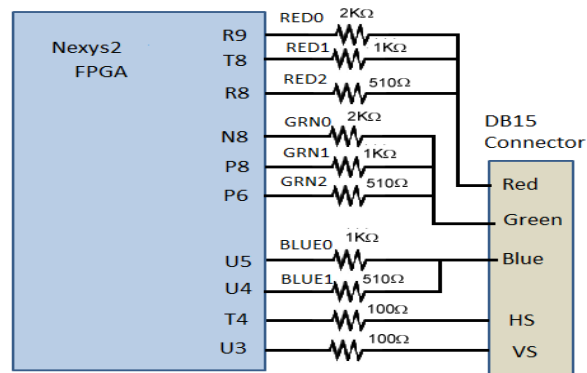 Nexys2
FPGA
R9 RED0 2KΩ
T8 RED1 1KΩ
R8 RED2 510Ω
N8 GRN0 2KΩ
P8 GRN1 1KΩ
P6 GRN2 510Ω
U5 BLUE0 1KΩ
U4 BLUE1 510Ω
T4 100Ω
U3 100Ω
DB15
Connector
Red
Green
Blue
HS
VS